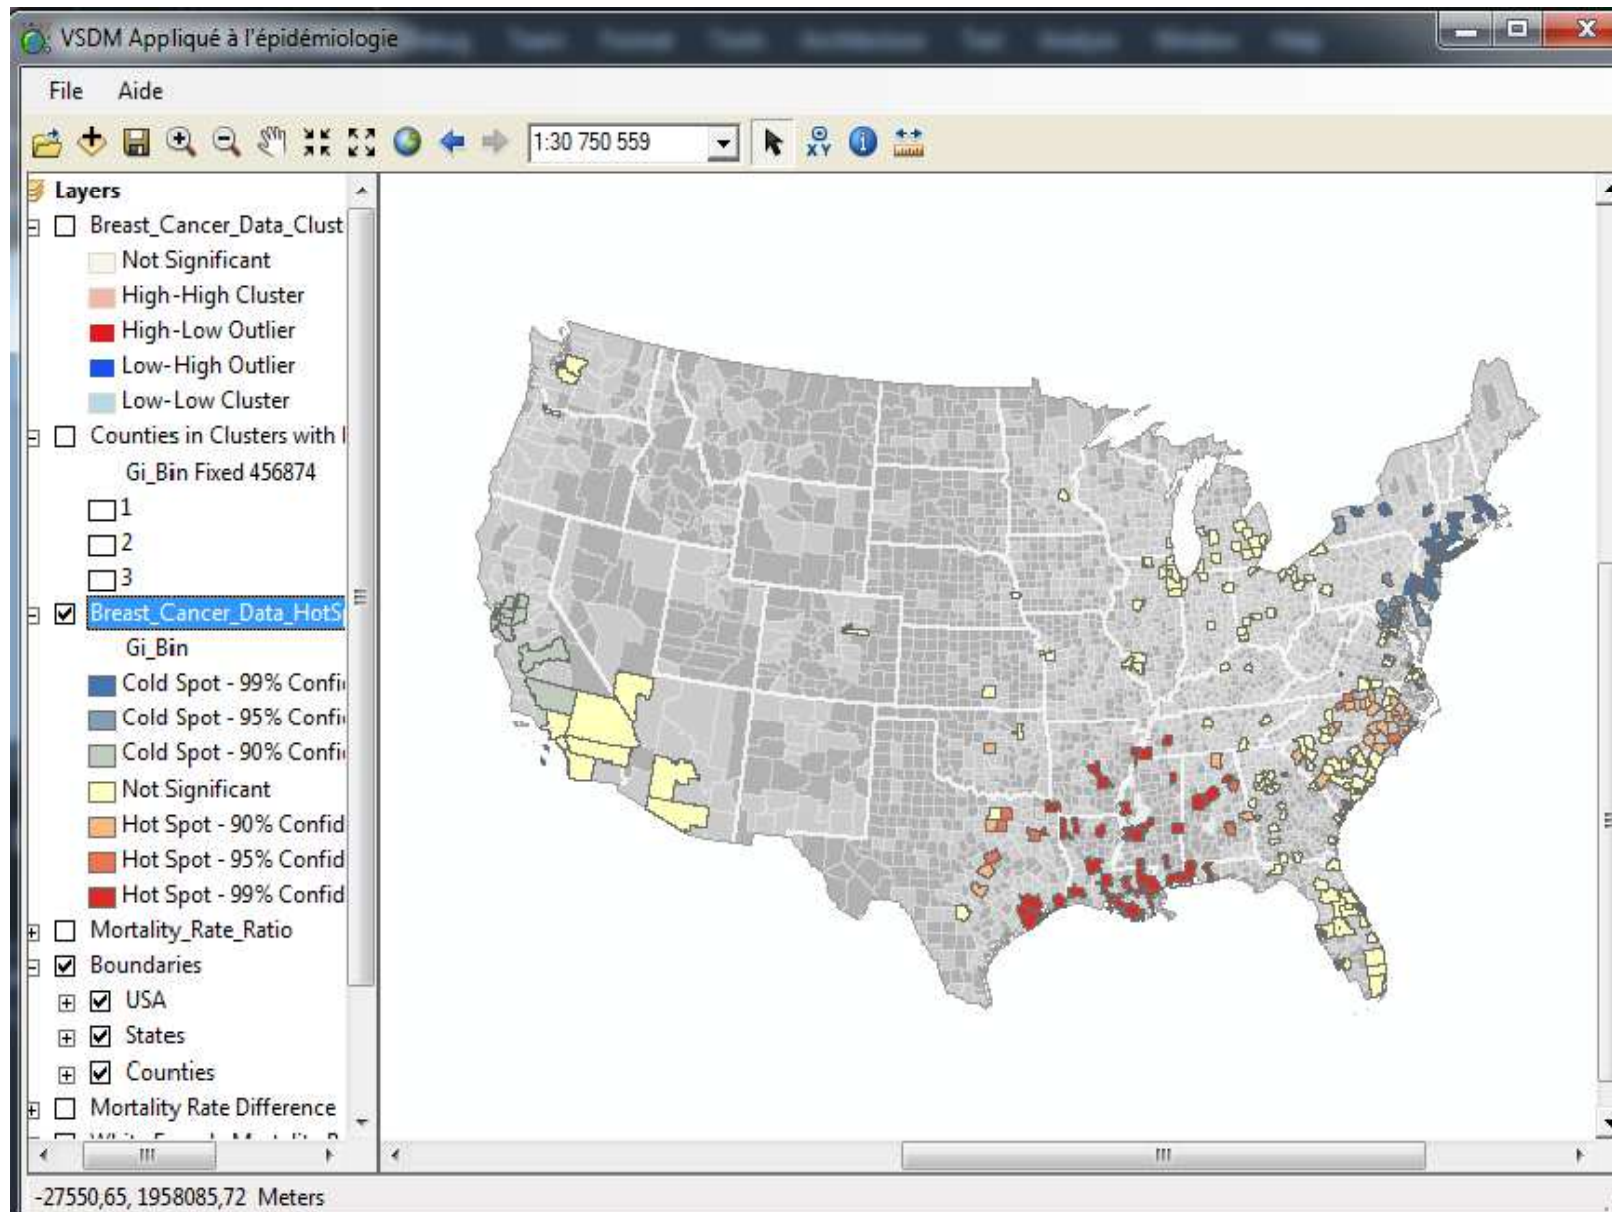 VSDM Appliqué à l'épidémiologie
File Aide
1:30 750 559
Layers
Breast_Cancer_Data_Clust
Not Significant
High-High Cluster
High-Low Outlier
Low-High Outlier
Low-Low Cluster
Counties in Clusters with
Gi_Bin Fixed 456874
1
2
3
Breast_Cancer_Data_HotS
Gi_Bin
Cold Spot - 99% Confi
Cold Spot - 95% Confi
Cold Spot - 90% Confi
Not Significant
Hot Spot - 90% Confid
Hot Spot - 95% Confid
Hot Spot - 99% Confid
Mortality_Rate_Ratio
Boundaries
USA
States
Counties
Mortality Rate Difference
-27550,65, 1958085,72 Meters